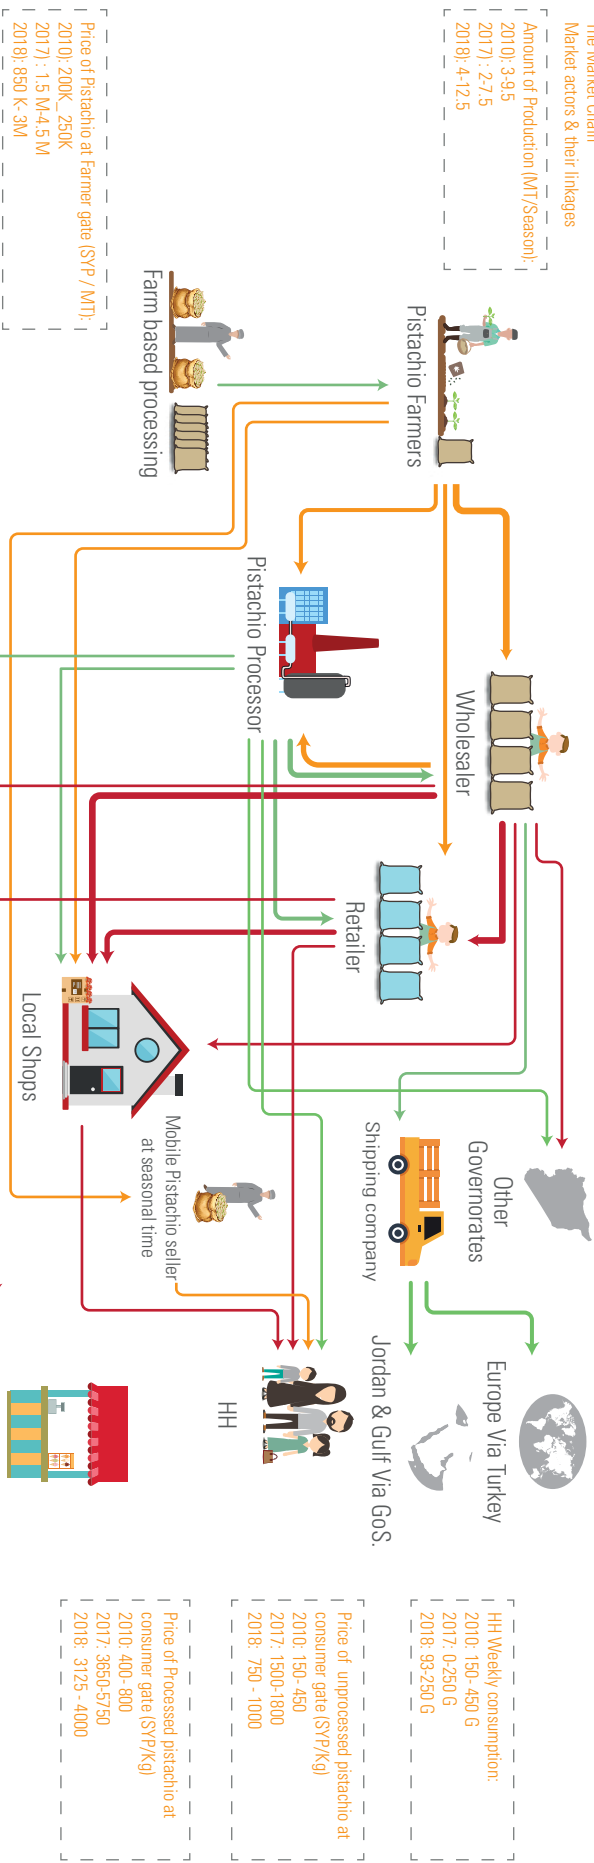 The Market Chain
Market actors & their linkages
Amount of Production (MT/Season):
2010): 3-9.5
2017) : 2-7.5
2018): 4-12.5
Price of Pistachio at Farmer gate (SYP / MT):
2010): 200K_ 250K
2017) : 1.5 M-4.5 M
2018): 850 K- 3M
Pistachio Farmers
Farm based processing
Wholesaler
Pistachio Processor
Retailer
Local Shops
Other
Governorates
Shipping company
Mobile Pistachio seller
at seasonal time
Europe Via Turkey
Jordan & Gulf Via GoS.
HH
HH Weekly consumption:
2010: 150- 450 G
2017: 0-250 G
2018: 93-250 G
Price of unprocessed pistachio at
consumer gate (SYP/Kg)
2010: 150 - 450
2017: 1500-1800
2018: 750 - 1000
Price of Processed pistachio at
consumer gate (SYP/Kg)
2010: 400 - 800
2017: 3650-5750
2018: 3125 - 4000